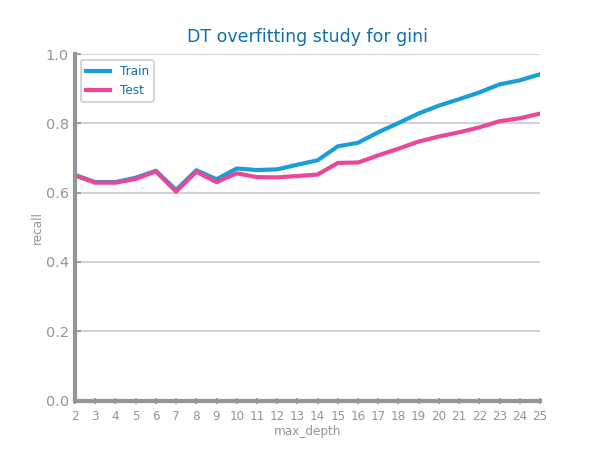 DT overfitting study for gini
1.0
0.8
0.6
0.4
0.2
0.0
recall
Train
Test
2 3 4 5 6 7 8 9 10 11 12 13 14 15 16 17 18 19 20 21 22 23 24 25
max_depth